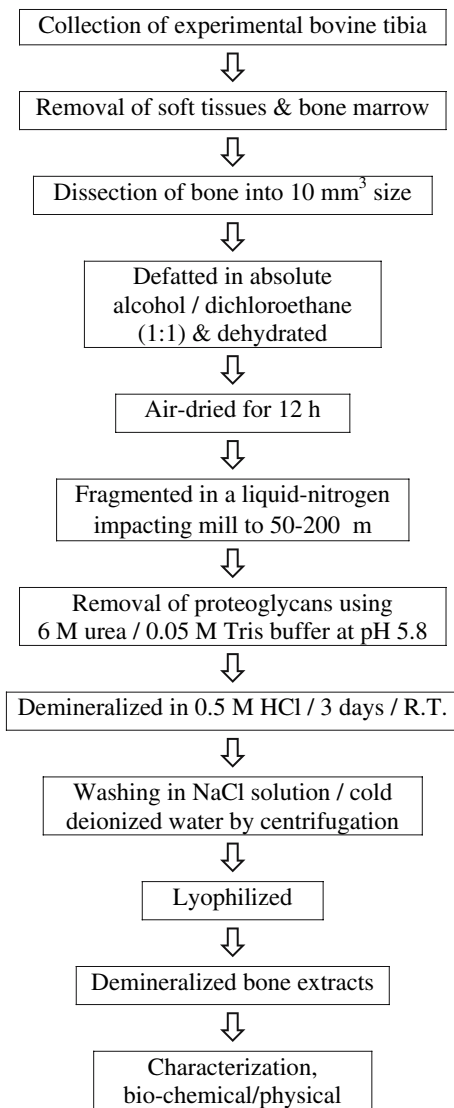 Collection of experimental bovine tibia
Removal of soft tissues & bone marrow
Dissection of bone into 10 mm³ size
Defatted in absolute
alcohol / dichloroethane
(1:1) & dehydrated
Air-dried for 12 h
Fragmented in a liquid-nitrogen
impacting mill to 50-200 m
Removal of proteoglycans using
6 M urea / 0.05 M Tris buffer at pH 5.8
Demineralized in 0.5 M HCl / 3 days / R.T.
Washing in NaCl solution / cold
deionized water by centrifugation
Lyophilized
Demineralized bone extracts
Characterization,
bio-chemical/physical